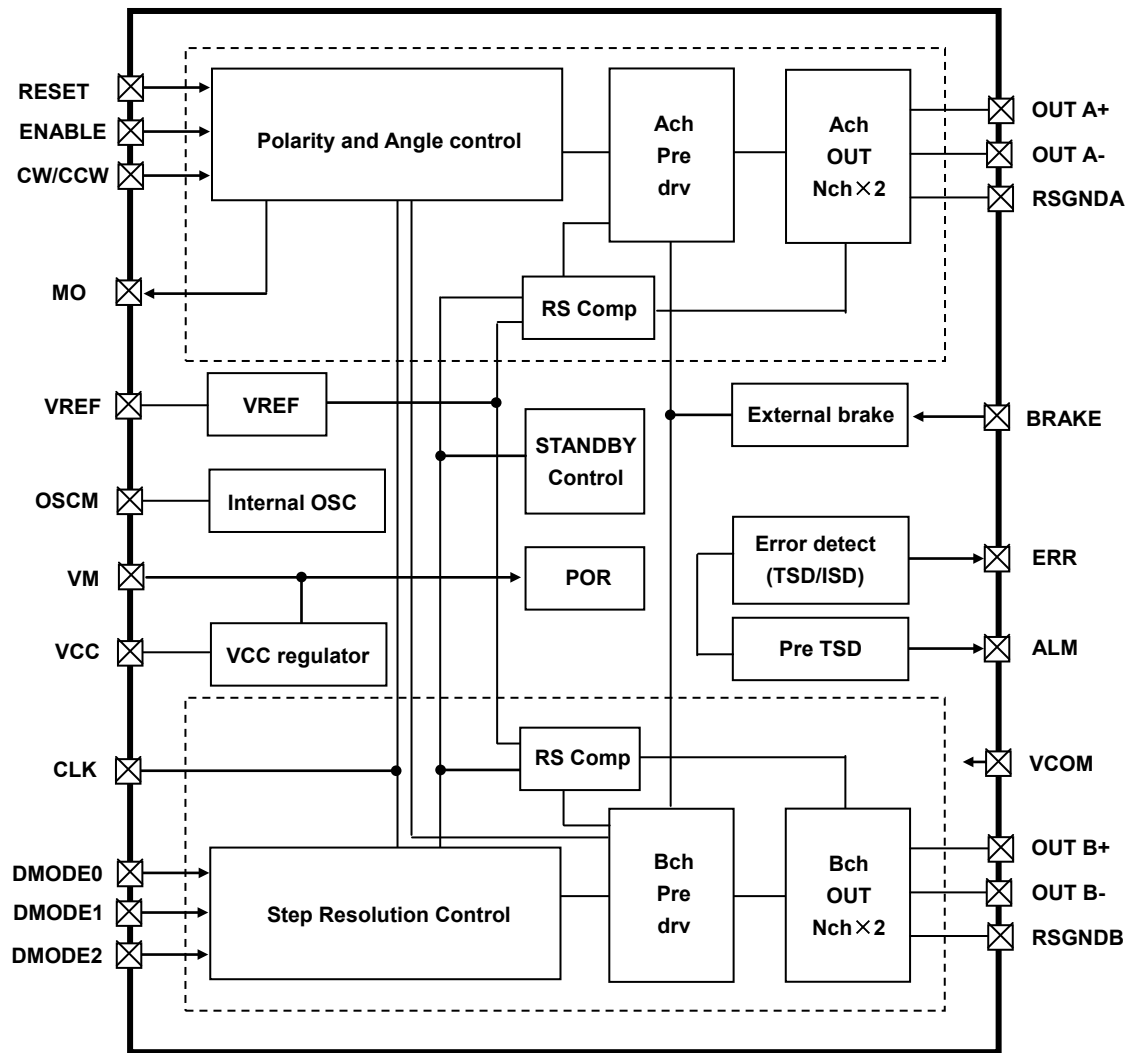 RESET
ENABLE
CW/CCW
MO
VREF
OSCM
VM
VCC
CLK
DMODE0
DMODE1
DMODE2
Polarity and Angle control
Ach
Pre
drv
Ach
OUT
Nch×2
RS Comp
VREF
STANDBY
Control
External brake
Internal OSC
Error detect
(TSD/ISD)
POR
VCC regulator
Pre TSD
RS Comp
Step Resolution Control
Bch
Pre
drv
Bch
OUT
Nch×2
OUT A+
OUT A-
RSGNDA
BRAKE
ERR
ALM
VCOM
OUT B+
OUT B-
RSGNDB